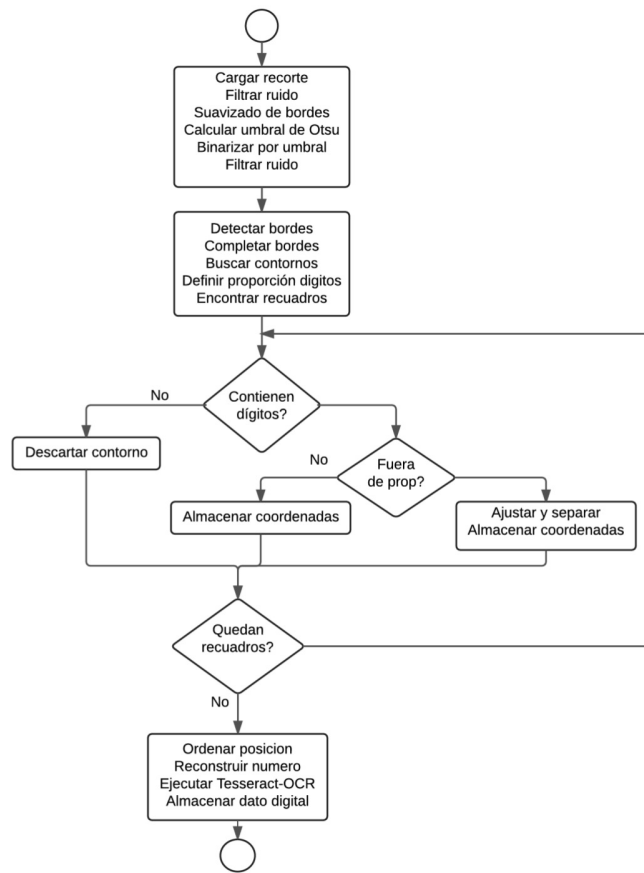 Cargar recorte
Filtrar ruido
Suavizado de bordes
Calcular umbral de Otsu
Binarizar por umbral
Filtrar ruido
Detectar bordes
Completar bordes
Buscar contornos
Definir proporción digitos
Encontrar recuadros
No
Contienen
dígitos?
Descartar contorno
No
Fuera
de prop?
Almacenar coordenadas
Ajustar y separar
Almacenar coordenadas
Quedan
recuadros?
No
Ordenar posicion
Reconstruir numero
Ejecutar Tesseract-OCR
Almacenar dato digital